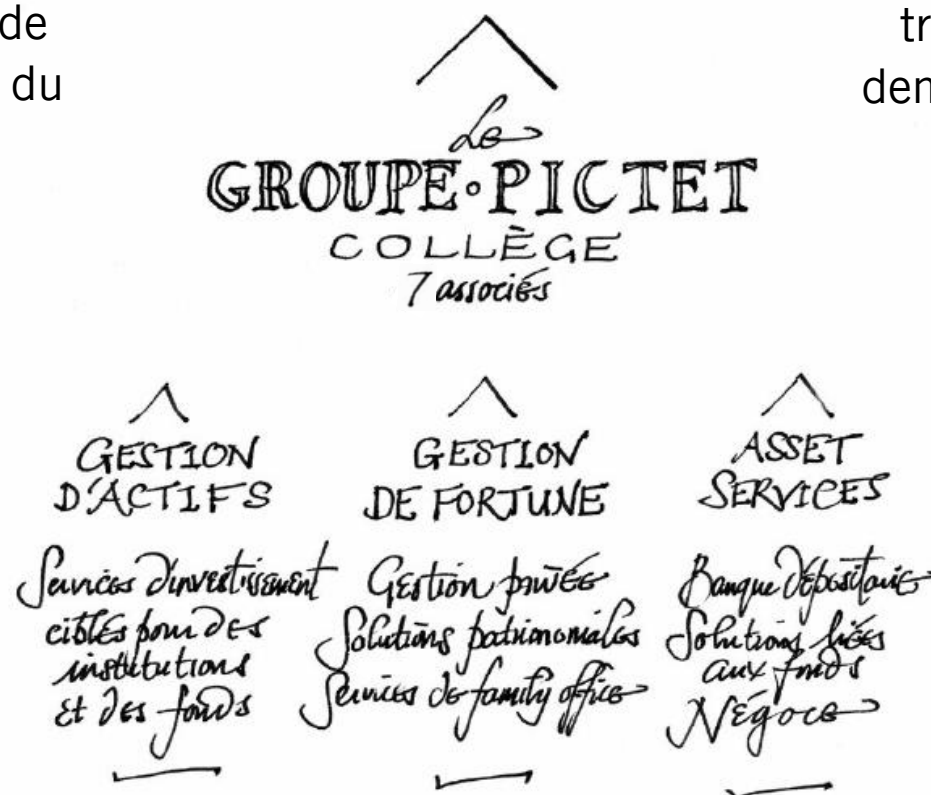 de
du
tr
den
Le
GROUPE • PICTET
COLLÈGE
7 associés
GESTION
D'ACTIFS
Services d'investissement
ciblés pour des
institutions
et des fonds
GESTION
DE FORTUNE
Gestion privée
Solutions patrimoniales
Services de family office
ASSET
SERVICES
Banque dépositaire
Solutions liées
aux fonds
Négoce